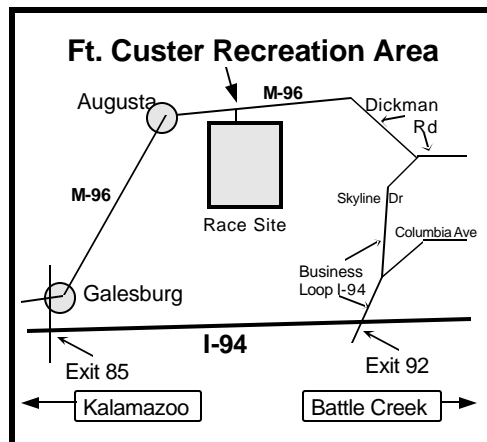 Ft. Custer Recreation Area
M-96
Augusta
Dickman
Rd
M-96
Race Site
Skyline Dr
Columbia Ave
Business
Loop I-94
Galesburg
I-94
Exit 85
Exit 92
Kalamazoo
Battle Creek